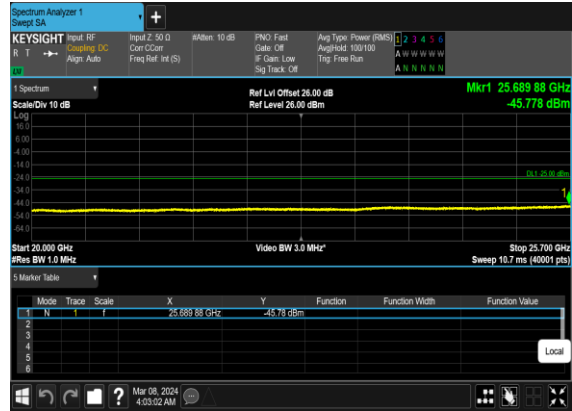 Spectrum Analyzer 1
Swept SA
+
KEYSIGHT Input: RF Input Z: 50 Ω #Atten: 10 dB PNO: Fast Avg Type: Power (RMS) 1 2 3 4 5 6
R T Coupling: DC Corr CCorr Gate: Off Avg|Hold: 100/100 A W W W W W
Align: Auto Freq Ref: Int (S) IF Gain: Low Trig: Free Run
Sig Track: Off A N N N N N
1 Spectrum Ref Lvl Offset 26.00 dB Mkr1 25.689 88 GHz
Scale/Div 10 dB Ref Level 26.00 dBm -45.778 dBm
Log
16.0
6.00
-4.00
-14.0
-24.0 DL1 -25.00 dBm
-34.0 1
-44.0
-54.0
-64.0
Start 20.000 GHz Video BW 3.0 MHz* Stop 25.700 GHz
#Res BW 1.0 MHz Sweep 10.7 ms (40001 pts)
5 Marker Table
Mode Trace Scale X Y Function Function Width Function Value
1 N 1 f 25.689 88 GHz -45.78 dBm
2
3
4
5
6
Local
? Mar 08, 2024
4:03:02 AM